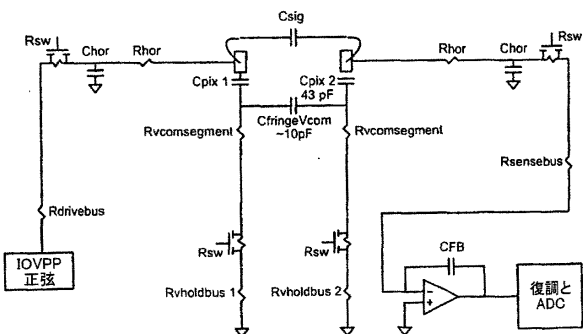 Csig
Rsw
Chor
Rhor
Cpix 1
Cpix 2
43 pF
Rhor
Chor
Rsw
CfringeVcom
~10pF
Rvcomsegment
Rvcomsegment
Rsensebus
Rdrivebus
IOVPP
正弦
Rsw
Rsw
CFB
Rvholdbus 1
Rvholdbus 2
−
+
復調と
ADC